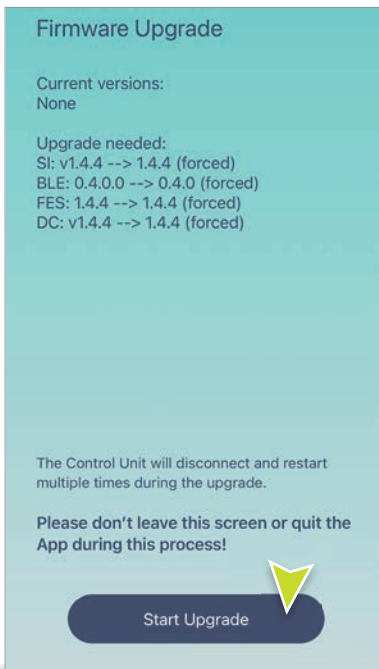 Firmware Upgrade
Current versions:
None
Upgrade needed:
SI: v1.4.4 --> 1.4.4 (forced)
BLE: 0.4.0.0 --> 0.4.0 (forced)
FES: 1.4.4 --> 1.4.4 (forced)
DC: v1.4.4 --> 1.4.4 (forced)
The Control Unit will disconnect and restart
multiple times during the upgrade.
Please don’t leave this screen or quit the
App during this process!
Start Upgrade